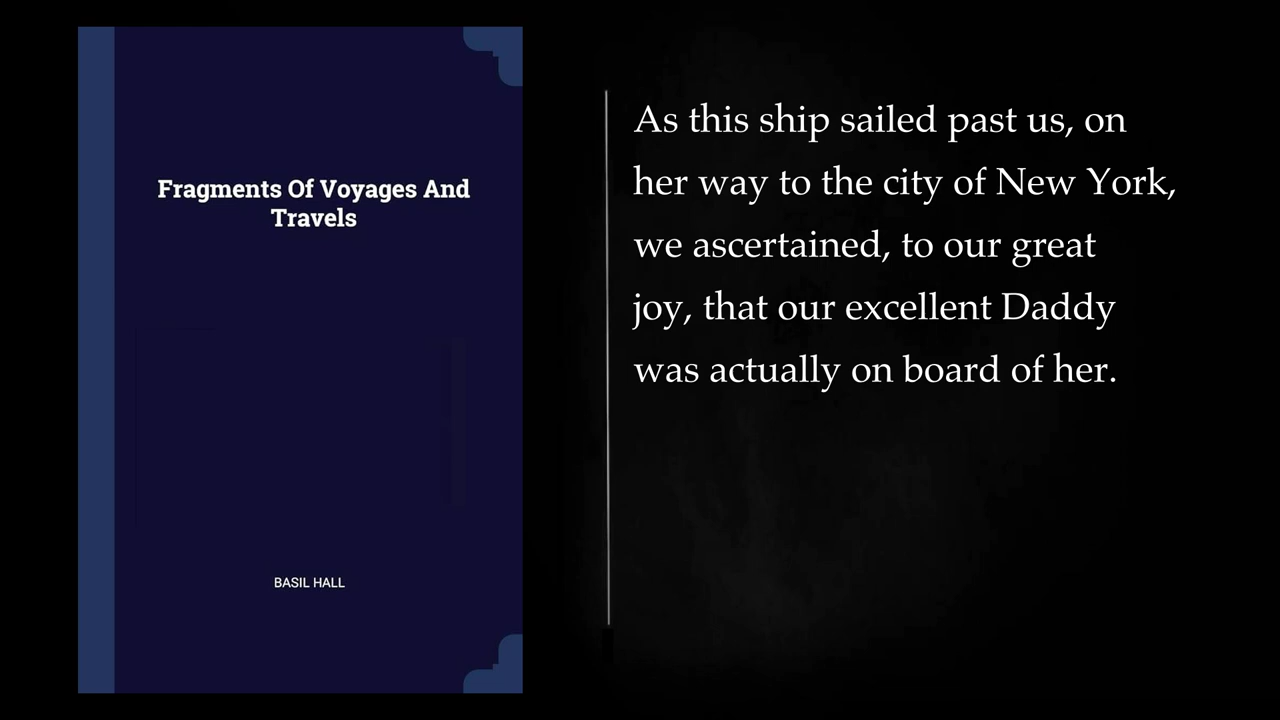 Fragments Of Voyages And
Travels
BASIL HALL
As this ship sailed past us, on
her way to the city of New York,
we ascertained, to our great
joy, that our excellent Daddy
was actually on board of her.